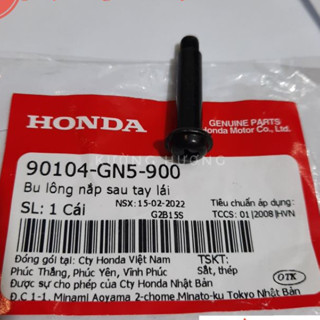 GENUINE PARTS
HONDA
Honda Motor Co., Ltd.
90104-GN5-900
Bu lông nắp sau tay lái
NSX: 15-02-2022
Tiêu chuẩn áp dụng :
SL: 1 Cái
G2B15S
TCCS: 01|2008|HVN
Đóng gói tại: Cty Honda Việt Nam
TSKT:
Phúc Thắng, Phúc Yên, Vĩnh Phúc
Sắt, thép
Được sự cho phép của Cty Honda Nhật Bản
OTK
Đ.C 1-1, Minami Aoyama 2-chome, Minato-ku Tokyo Nhật Bản